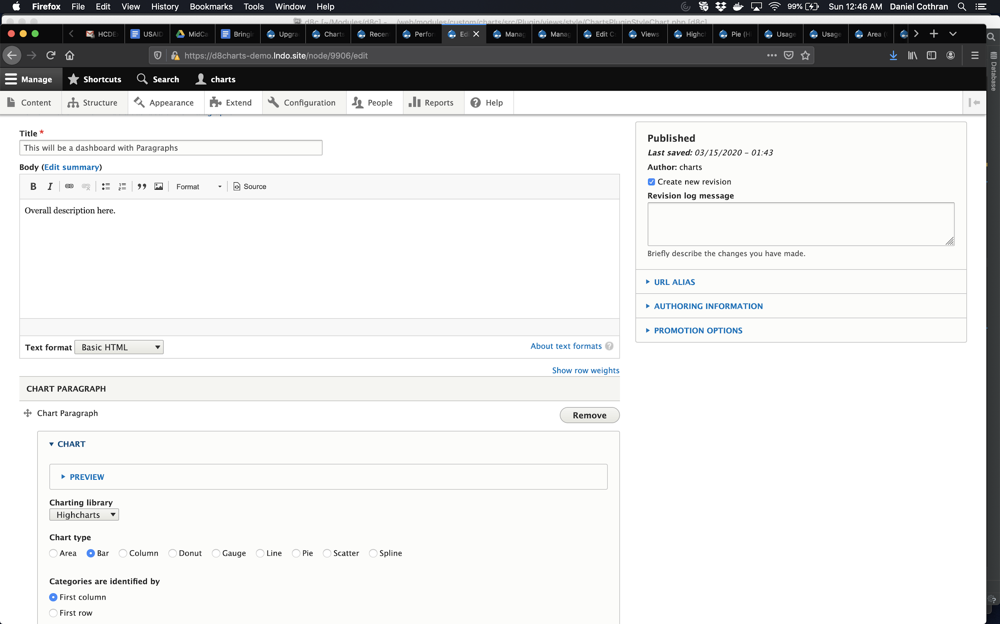 Firefox File Edit View History Bookmarks Tools Window Help 99% Sun 12:46 AM Daniel Cothran
d8c [~/Modules/d8c] - .../web/modules/custom/charts/src/Plugin/views/style/ChartsPluginStyleChart.php [d8c]
HCDE USAID MidCa Bringin Upgra Charts Recen Perfor Edi Manag Manag Edit C Views Highch Pie (Hi Usage Usage Area (
https://d8charts-demo.lndo.site/node/9906/edit
Database
Manage Shortcuts Search charts
Content Structure Appearance Extend Configuration People Reports Help
Title *
This will be a dashboard with Paragraphs
Body (Edit summary)
B I Format Source
Overall description here.
Text format Basic HTML About text formats ?
Show row weights
CHART PARAGRAPH
Chart Paragraph Remove
CHART
PREVIEW
Charting library
Highcharts
Chart type
Area Bar Column Donut Gauge Line Pie Scatter Spline
Categories are identified by
First column
First row
Published
Last saved: 03/15/2020 - 01:43
Author: charts
Create new revision
Revision log message
Briefly describe the changes you have made.
URL ALIAS
AUTHORING INFORMATION
PROMOTION OPTIONS